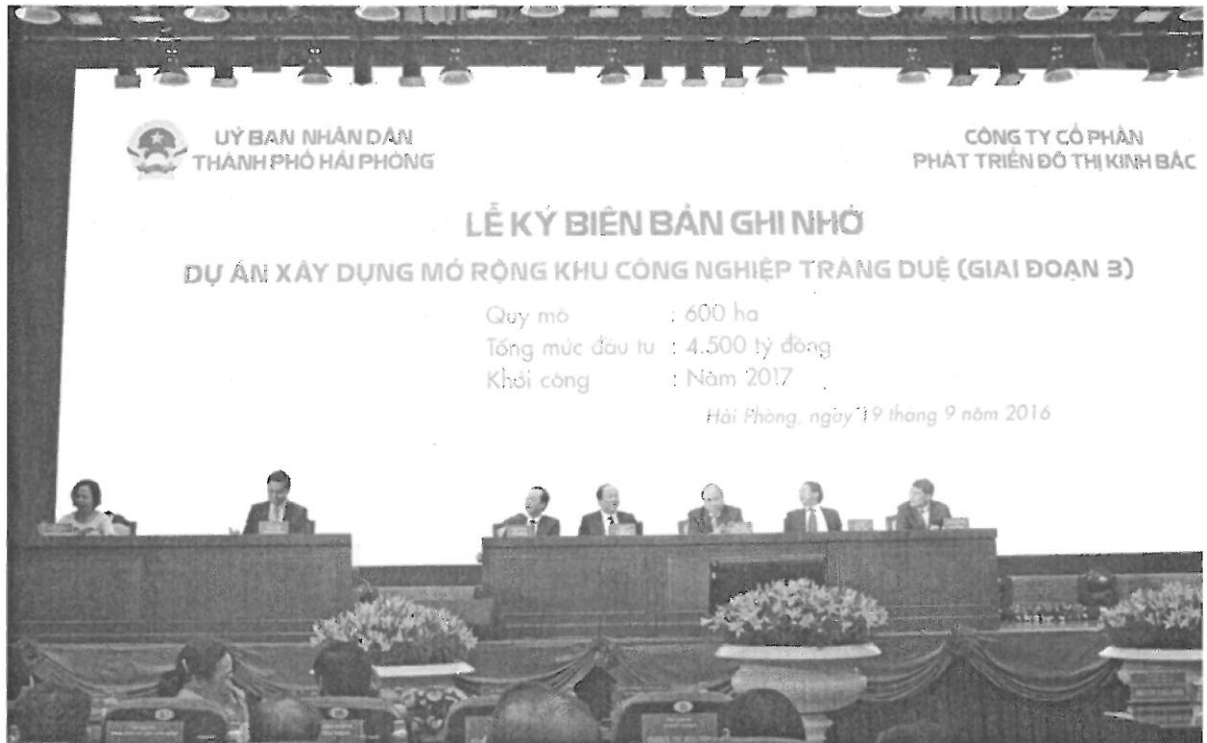 UỶ BAN NHÂN DÂN
THÀNH PHỐ HẢI PHÒNG
CÔNG TY CỔ PHẦN
PHÁT TRIỂN ĐÔ THỊ KINH BẮC
LỄ KÝ BIÊN BẢN GHI NHỚ
DỰ ÁN XÂY DỰNG MỞ RỘNG KHU CÔNG NGHIỆP TRÀNG DUỆ (GIAI ĐOẠN 3)
Quy mô : 600 ha
Tổng mức đầu tư : 4.500 tỷ đồng
Khởi công : Năm 2017
Hải Phòng, ngày 19 tháng 9 năm 2016